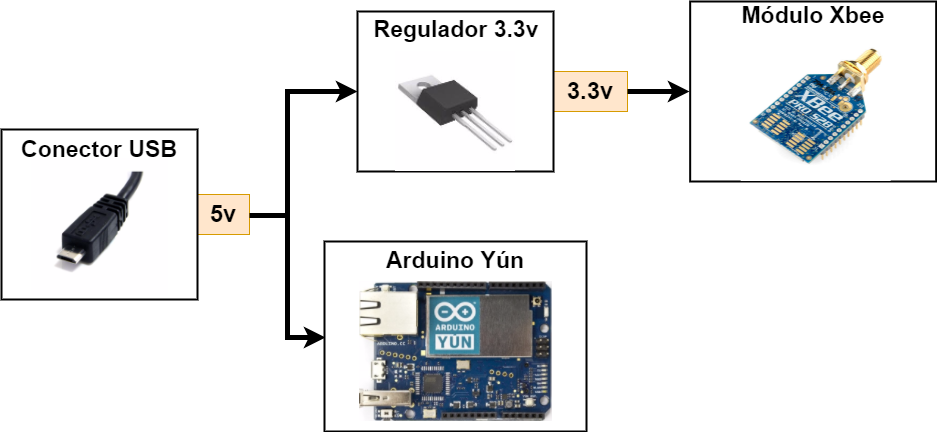 Regulador 3.3v
Módulo Xbee
3.3v
XBee
PRO S2B
Conector USB
5v
Arduino Yún
ARDUINO
YÚN